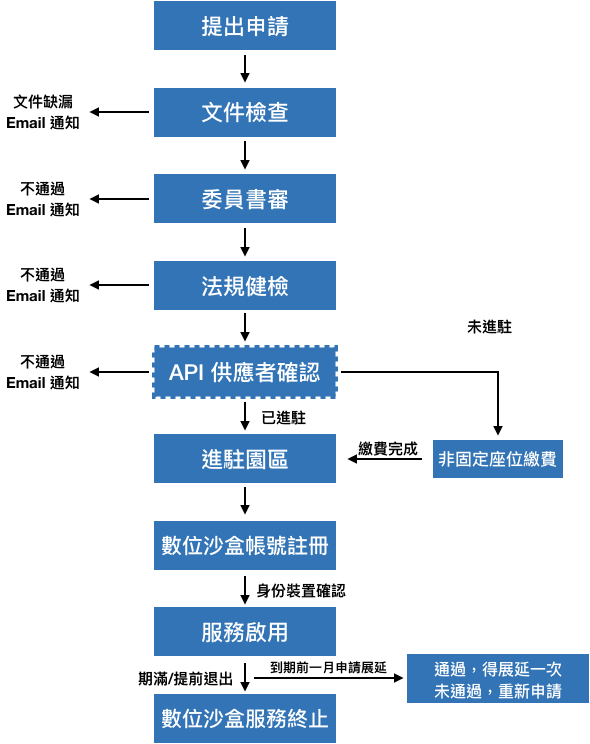 提出申請
文件缺漏
Email 通知
文件檢查
不通過
Email 通知
委員書審
不通過
Email 通知
法規健檢
未進駐
不通過
Email 通知
API 供應者確認
已進駐
進駐園區
繳費完成
非固定座位繳費
數位沙盒帳號註冊
身份裝置確認
服務啟用
期滿/提前退出
到期前一月申請展延
通過，得展延一次
未通過，重新申請
數位沙盒服務終止